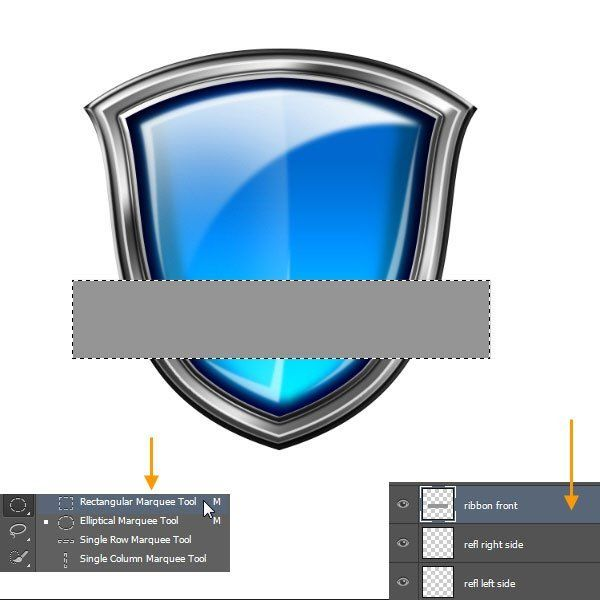 Rectangular Marquee Tool M
Elliptical Marquee Tool M
Single Row Marquee Tool
Single Column Marquee Tool
ribbon front
refl right side
refl left side